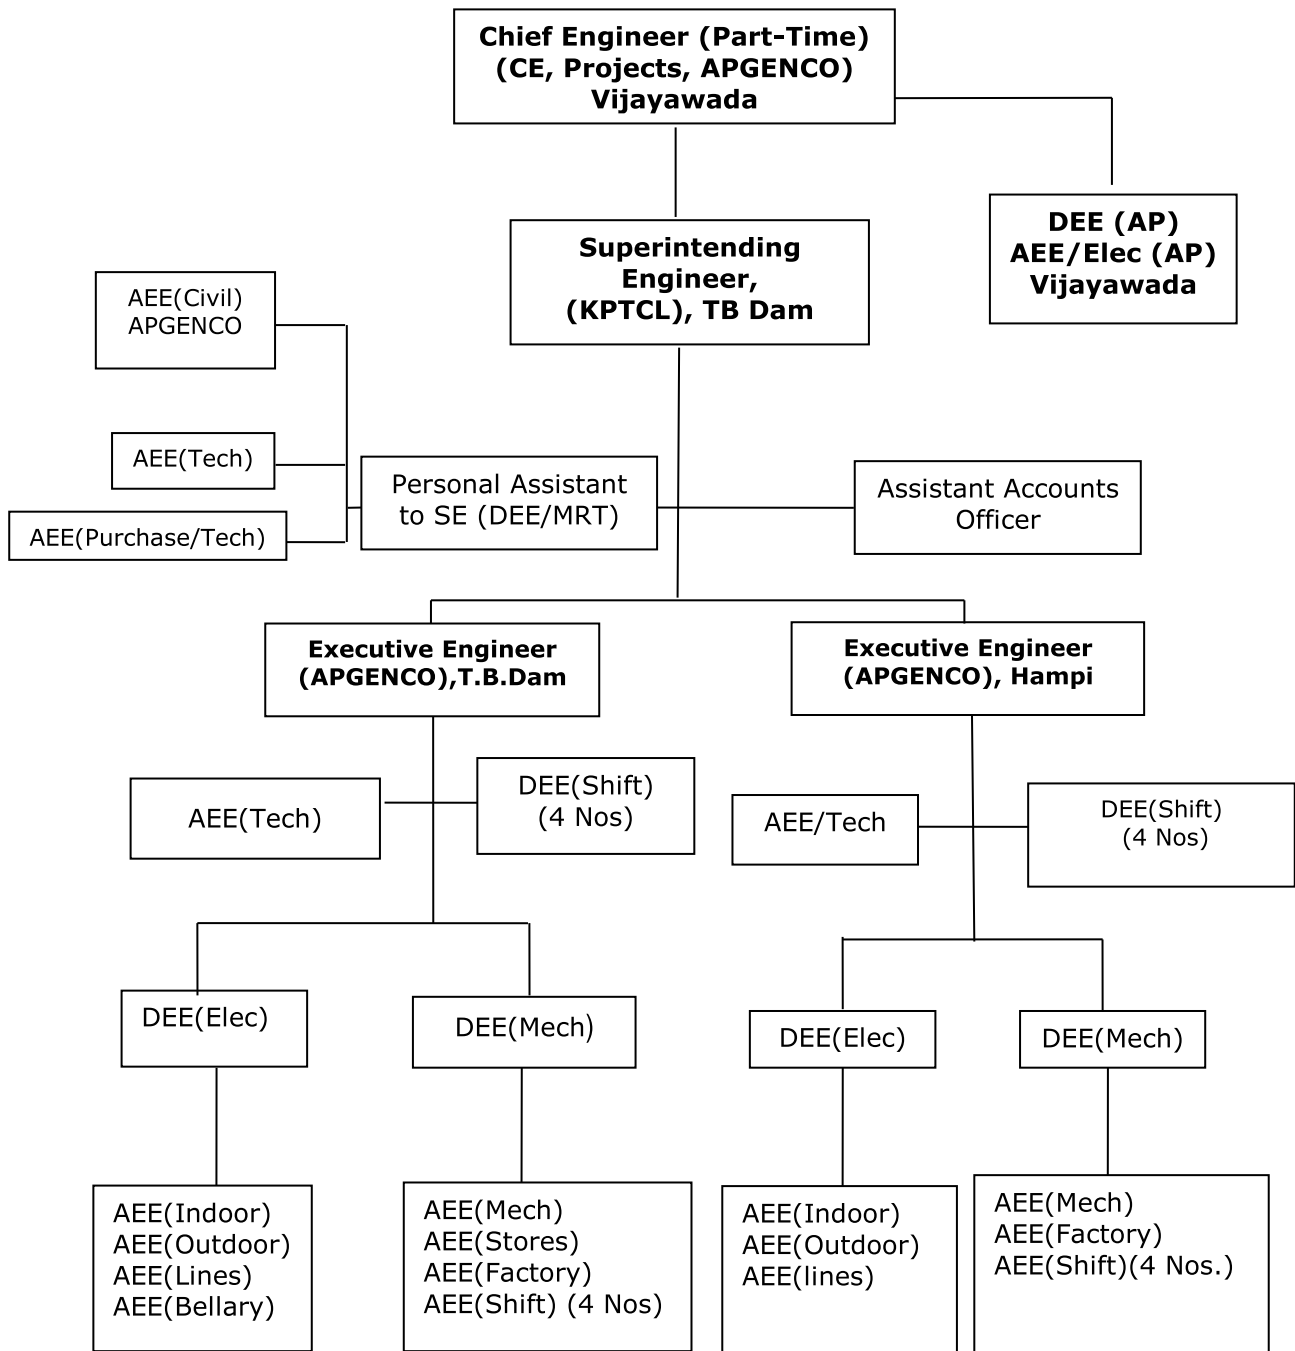 Chief Engineer (Part-Time)
(CE, Projects, APGENCO)
Vijayawada
DEE (AP)
AEE/Elec (AP)
Vijayawada
Superintending
Engineer,
(KPTCL), TB Dam
AEE(Civil)
APGENCO
AEE(Tech)
AEE(Purchase/Tech)
Personal Assistant
to SE (DEE/MRT)
Assistant Accounts
Officer
Executive Engineer
(APGENCO),T.B.Dam
Executive Engineer
(APGENCO), Hampi
AEE(Tech)
DEE(Shift)
(4 Nos)
AEE/Tech
DEE(Shift)
(4 Nos)
DEE(Elec)
DEE(Mech)
DEE(Elec)
DEE(Mech)
AEE(Indoor)
AEE(Outdoor)
AEE(Lines)
AEE(Bellary)
AEE(Mech)
AEE(Stores)
AEE(Factory)
AEE(Shift) (4 Nos)
AEE(Indoor)
AEE(Outdoor)
AEE(lines)
AEE(Mech)
AEE(Factory)
AEE(Shift)(4 Nos.)